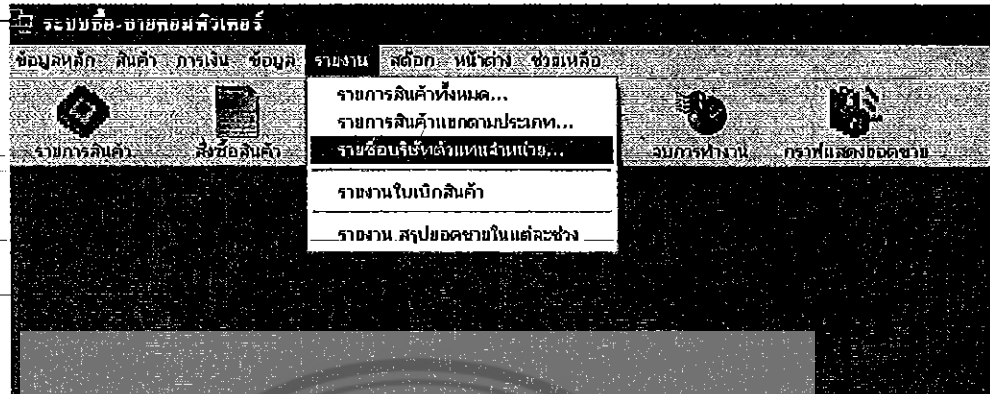 ระบบซื้อ-ขายคอมพิวเตอร์
ข้อมูลหลัก สินค้า การเงิน ข้อมูล รายงาน สต๊อก หน้าต่าง ช่วยเหลือ
รายการสินค้าทั้งหมด...
รายการสินค้าแยกตามประเภท...
รายชื่อบริษัทตัวแทนจำหน่าย...
รายงานใบเบิกสินค้า
รายงาน สรุปยอดขายในแต่ละช่วง
รายการสินค้า สั่งซื้อสินค้า จบการทำงาน กราฟแสดงยอดขาย